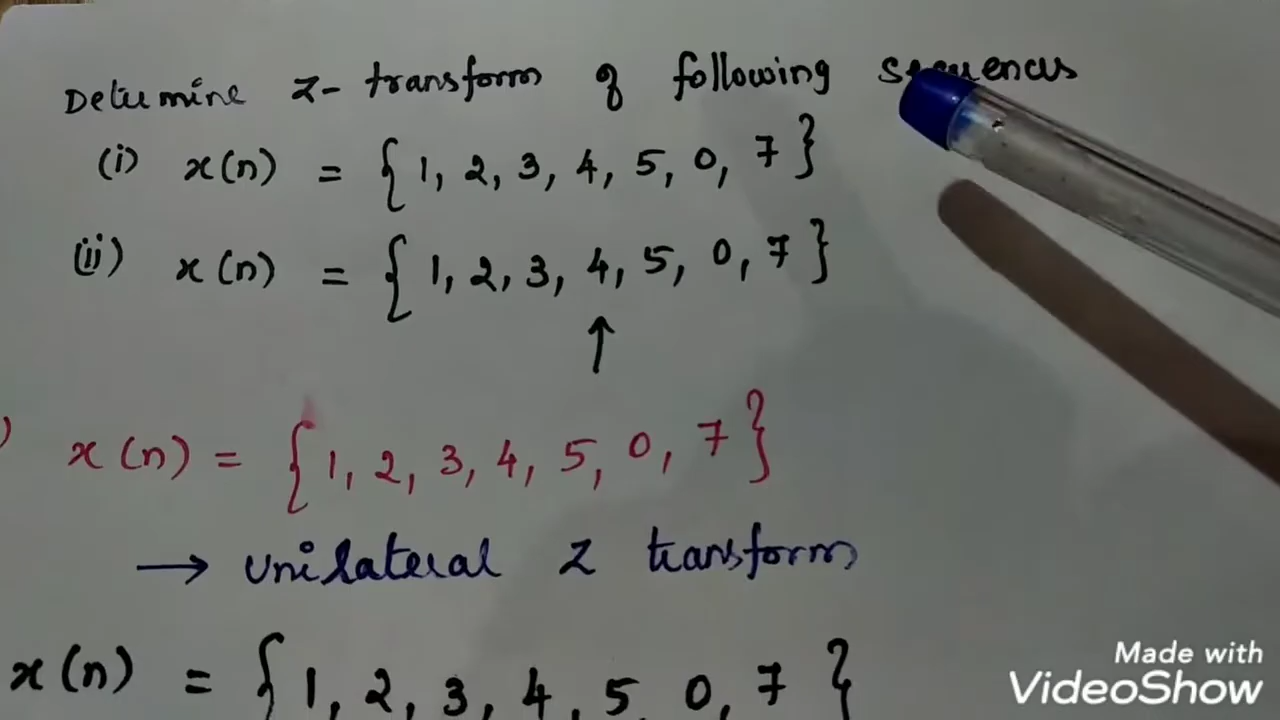 Determine z-transform of following sequences
(i) x(n) = { 1, 2, 3, 4, 5, 0, 7 }
(ii) x(n) = { 1, 2, 3, 4, 5, 0, 7 }
↑
) x(n) = { 1, 2, 3, 4, 5, 0, 7 }
→ unilateral z transform
x(n) = { 1, 2, 3, 4, 5, 0, 7 }
Made with
VideoShow